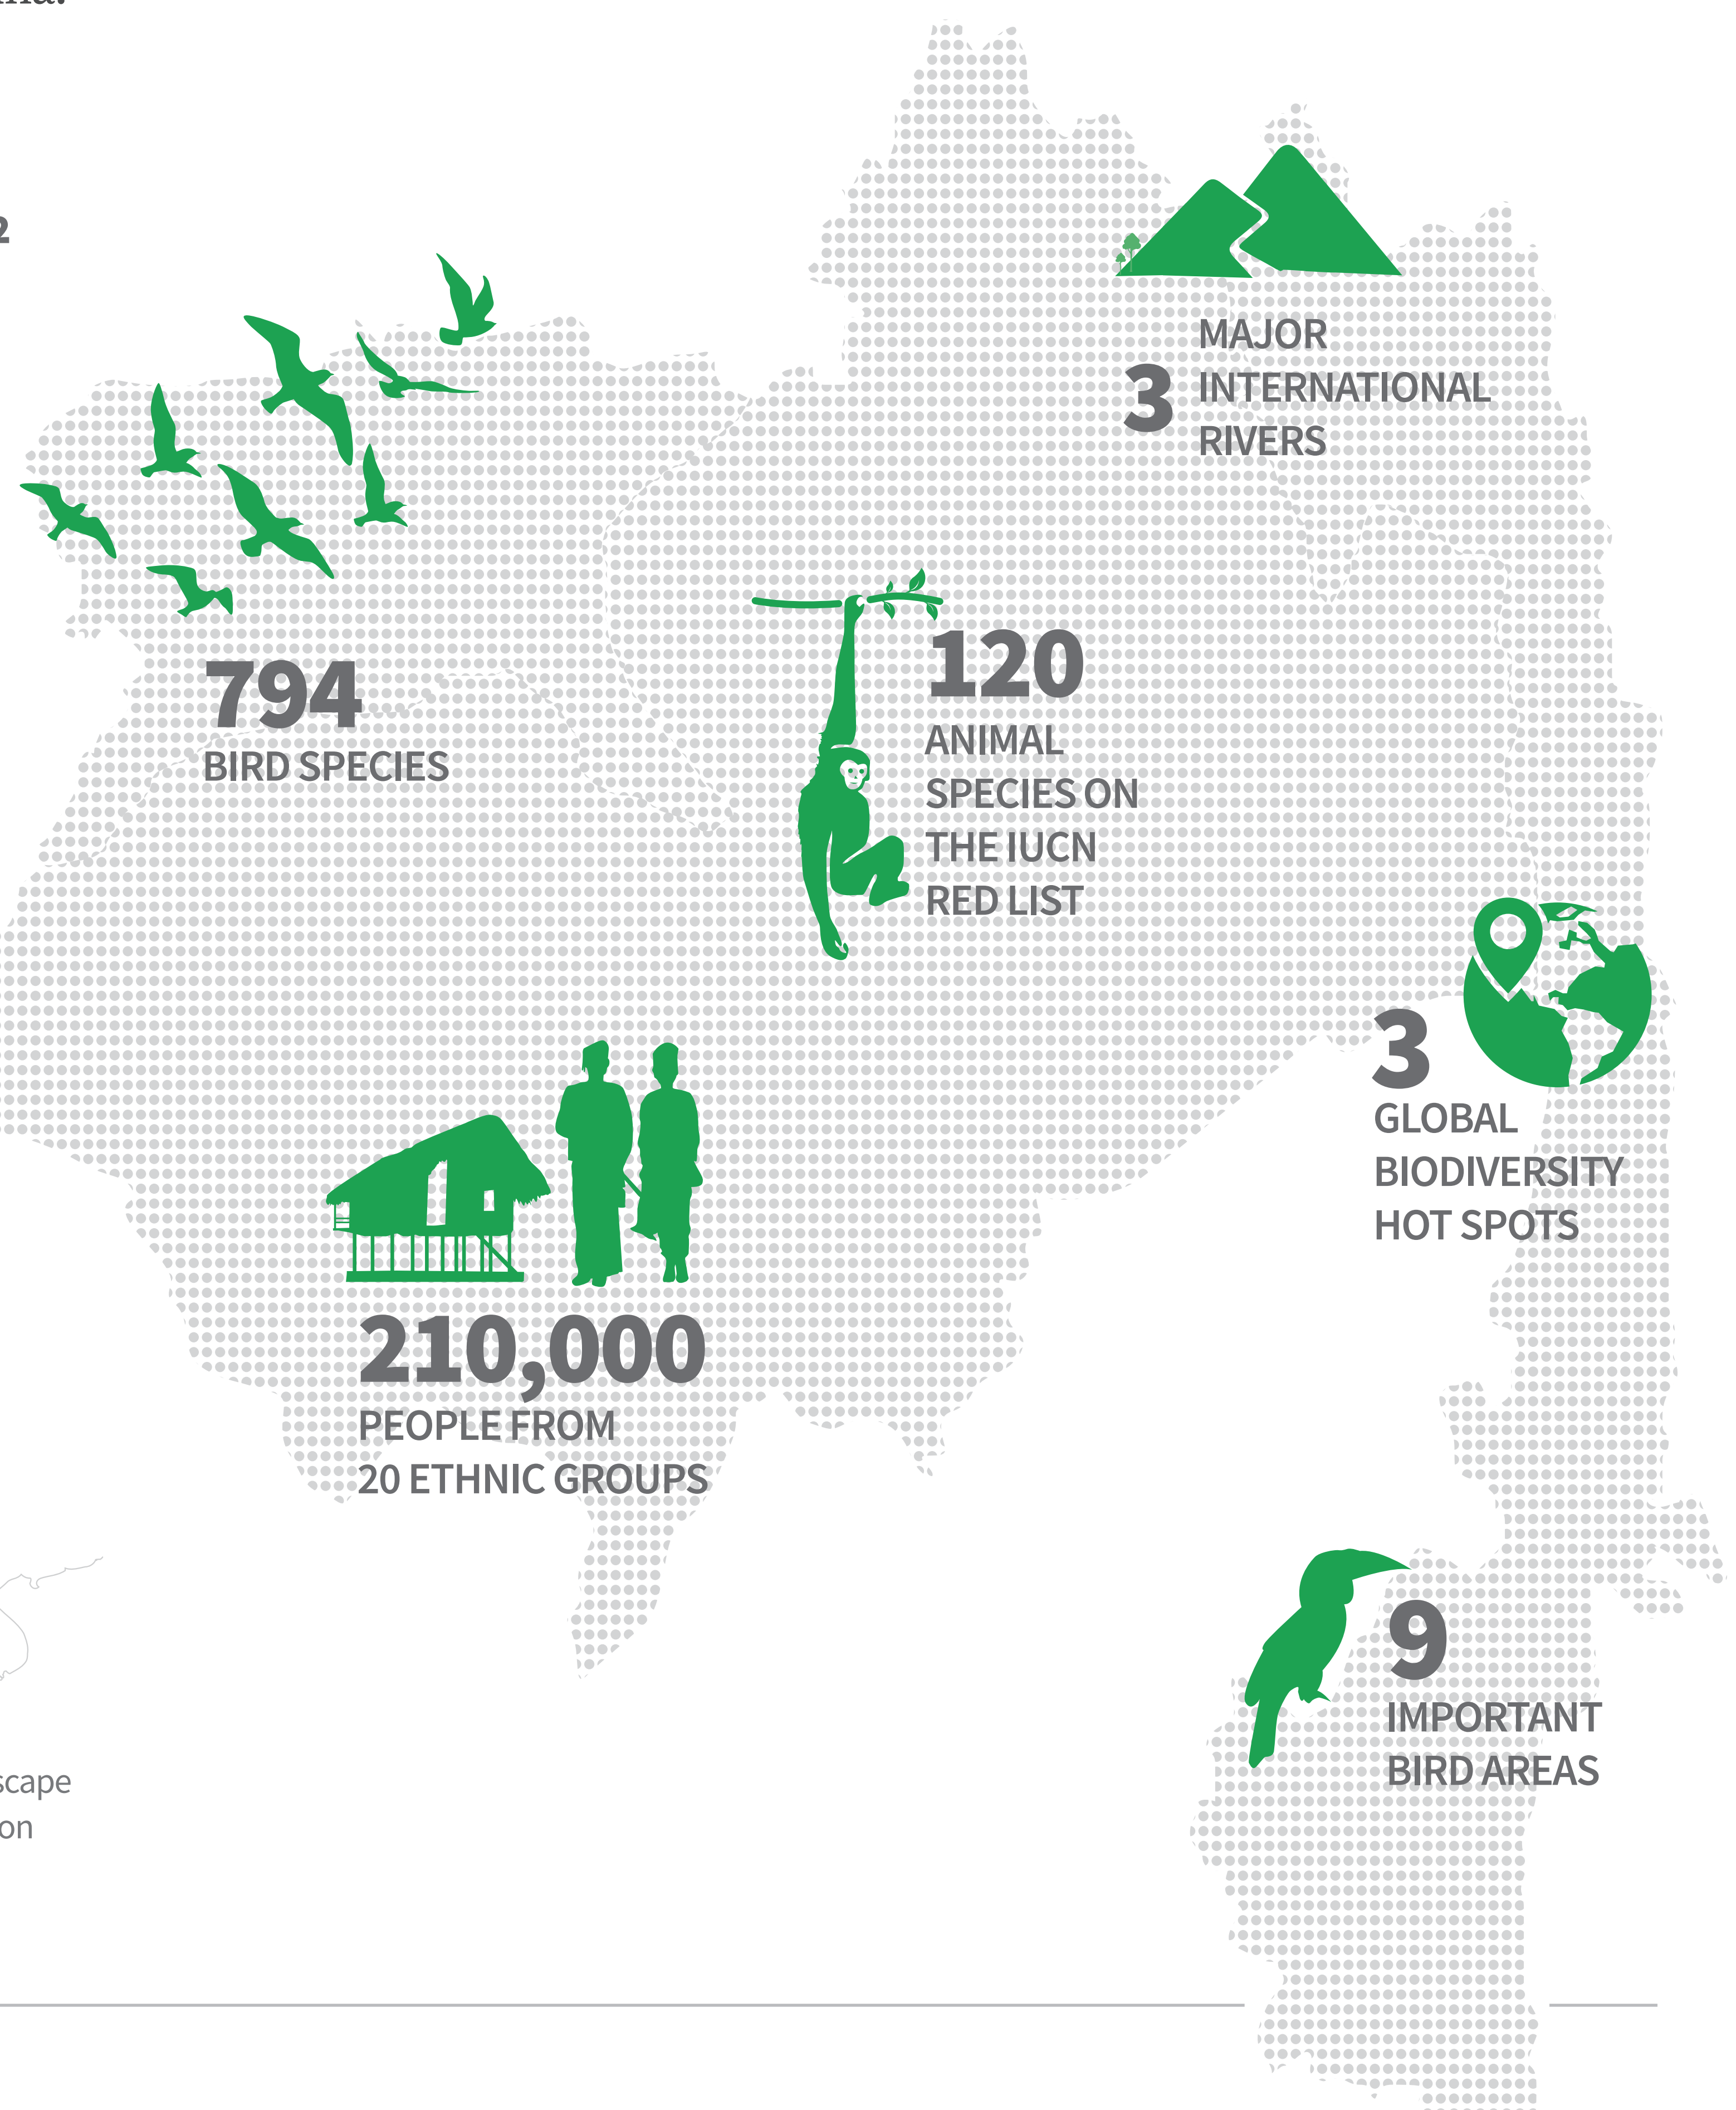 2
3
MAJOR
INTERNATIONAL
RIVERS
794
BIRD SPECIES
120
ANIMAL
SPECIES ON
THE IUCN
RED LIST
3
GLOBAL
BIODIVERSITY
HOT SPOTS
210,000
PEOPLE FROM
20 ETHNIC GROUPS
9
IMPORTANT
BIRD AREAS
scape
on